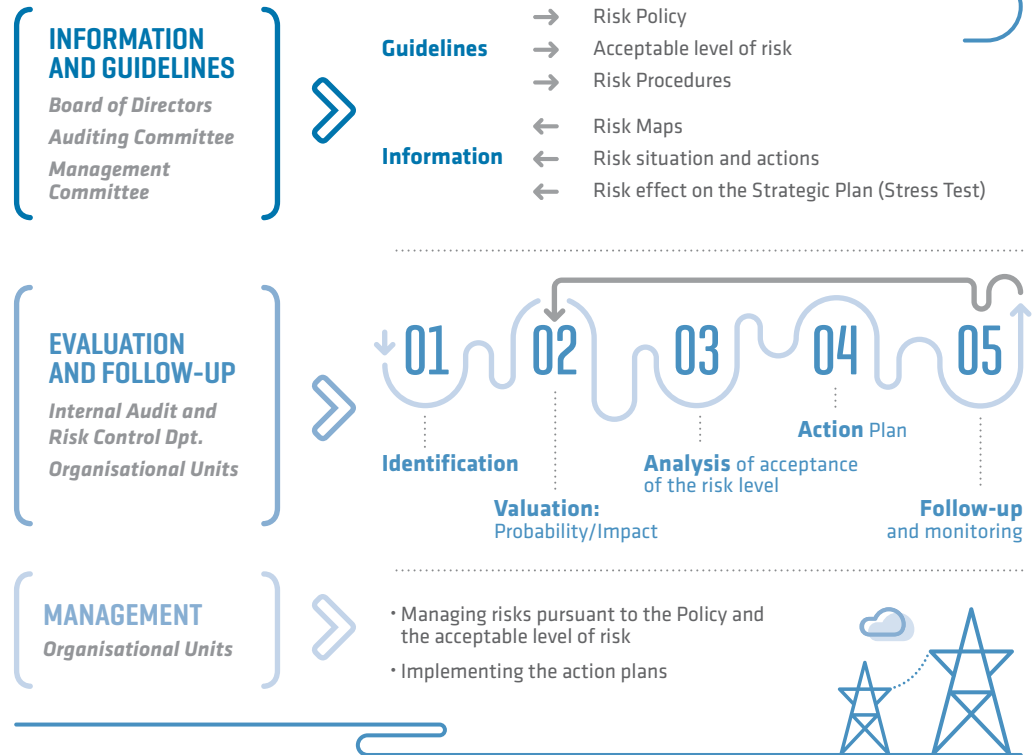 INFORMATION
AND GUIDELINES
Board of Directors
Auditing Committee
Management
Committee
Guidelines
→ Risk Policy
→ Acceptable level of risk
→ Risk Procedures
Information
← Risk Maps
← Risk situation and actions
← Risk effect on the Strategic Plan (Stress Test)
EVALUATION
AND FOLLOW-UP
Internal Audit and
Risk Control Dpt.
Organisational Units
01
Identification
02
Valuation:
Probability/Impact
03
Analysis of acceptance
of the risk level
04
Action Plan
05
Follow-up
and monitoring
MANAGEMENT
Organisational Units
· Managing risks pursuant to the Policy and
the acceptable level of risk
· Implementing the action plans